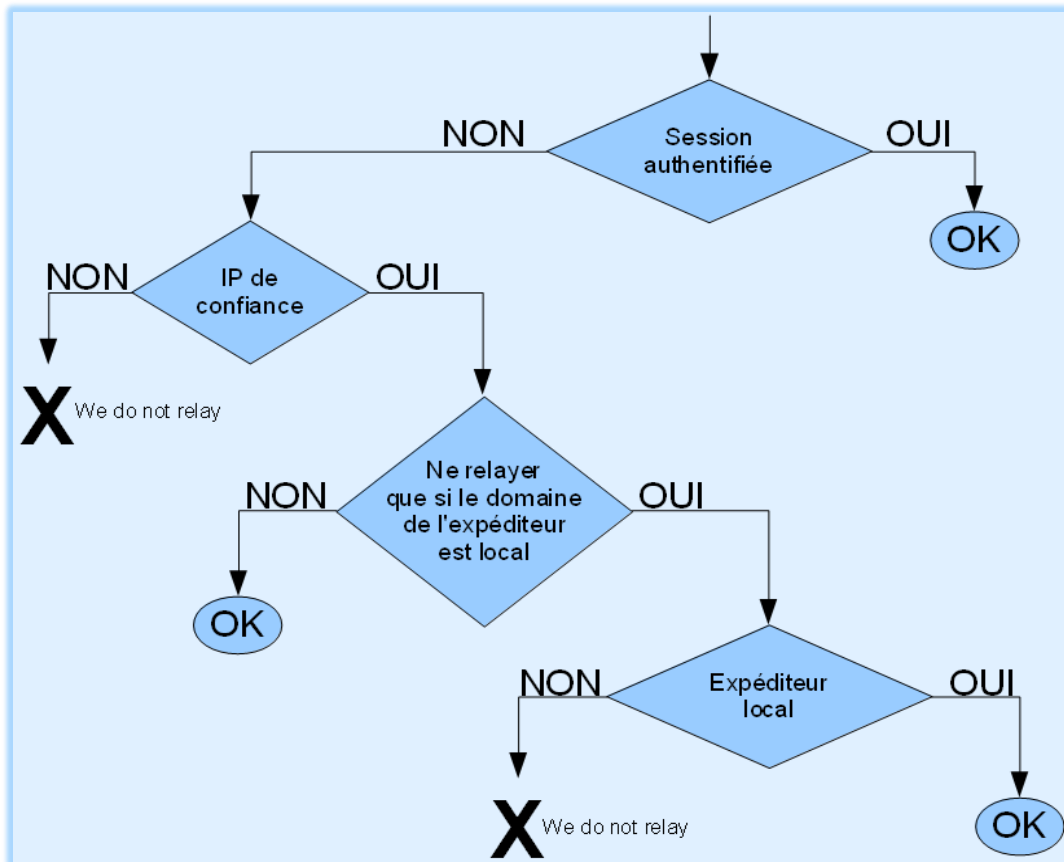 Session
authentifiée
NON
OUI
OK
IP de
confiance
NON
OUI
We do not relay
Ne relayer
que si le domaine
de l'expéditeur
est local
NON
OUI
OK
Expéditeur
local
NON
OUI
X We do not relay
OK